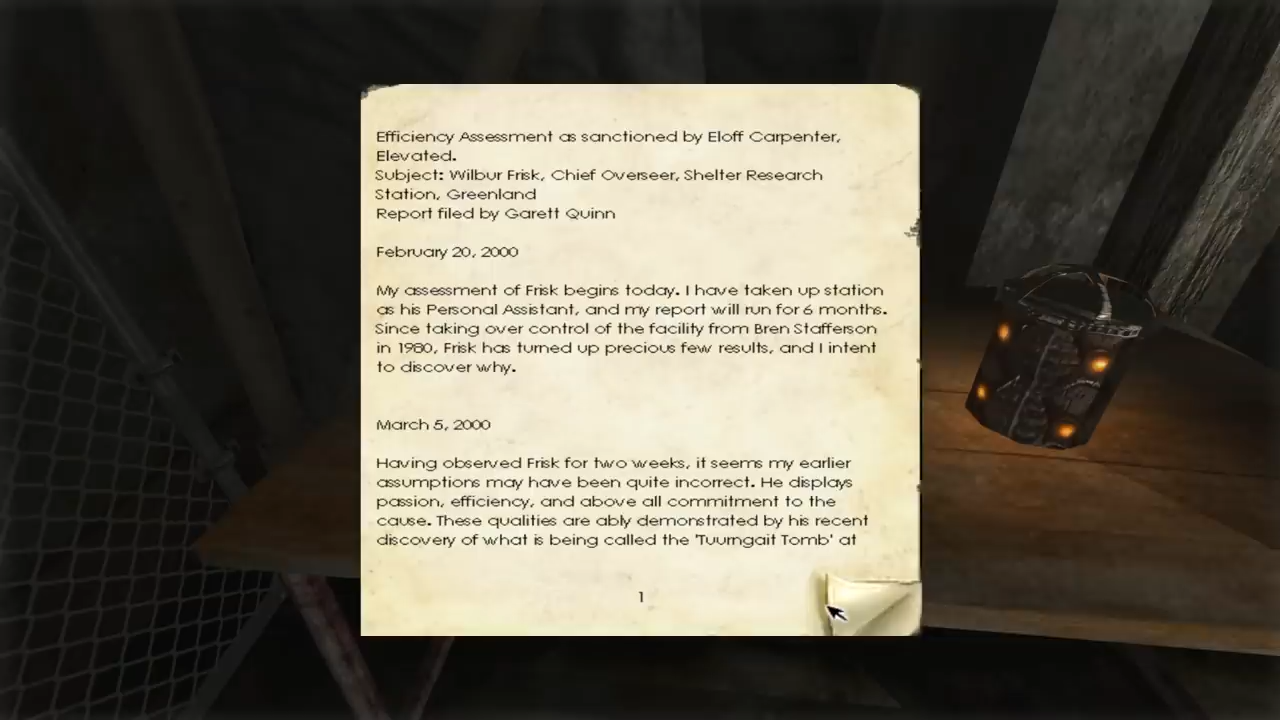 Efficiency Assessment as sanctioned by Eloff Carpenter,
Elevated.
Subject: Wilbur Frisk, Chief Overseer, Shelter Research
Station, Greenland
Report filed by Garett Quinn
February 20, 2000
My assessment of Frisk begins today. I have taken up station
as his Personal Assistant, and my report will run for 6 months.
Since taking over control of the facility from Bren Stafferson
in 1980, Frisk has turned up precious few results, and I intent
to discover why.
March 5, 2000
Having observed Frisk for two weeks, it seems my earlier
assumptions may have been quite incorrect. He displays
passion, efficiency, and above all commitment to the
cause. These qualities are ably demonstrated by his recent
discovery of what is being called the 'Tuurngait Tomb' at
1